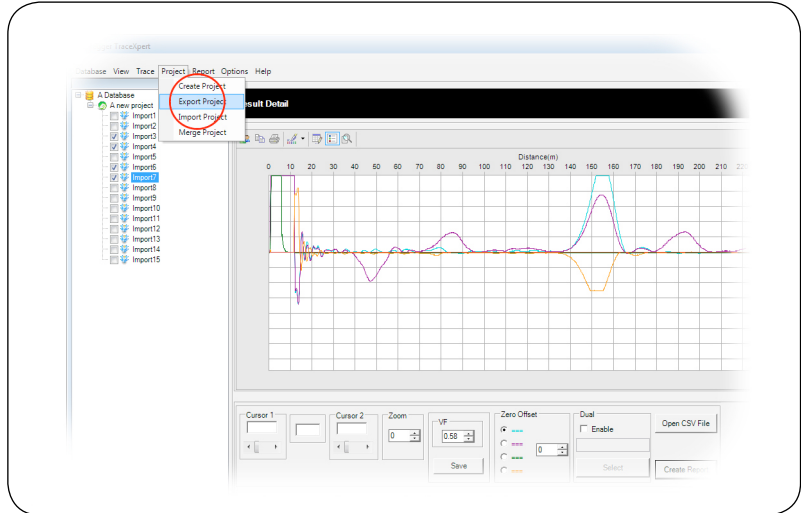 TraceXpert
Database View Trace Project Report Options Help
Create Project
Export Project
Import Project
Merge Project
A Database
A new project
Import1
Import2
Import3
Import4
Import5
Import6
Import7
Import8
Import9
Import10
Import11
Import12
Import13
Import14
Import15
Result Detail
Distance(m)
0 10 20 30 40 50 60 70 80 90 100 110 120 130 140 150 160 170 180 190 200 210 220
Cursor 1
Cursor 2
Zoom
0
VF
0.58
Save
Zero Offset
0
Dual
Enable
Select
Open CSV File
Create Report